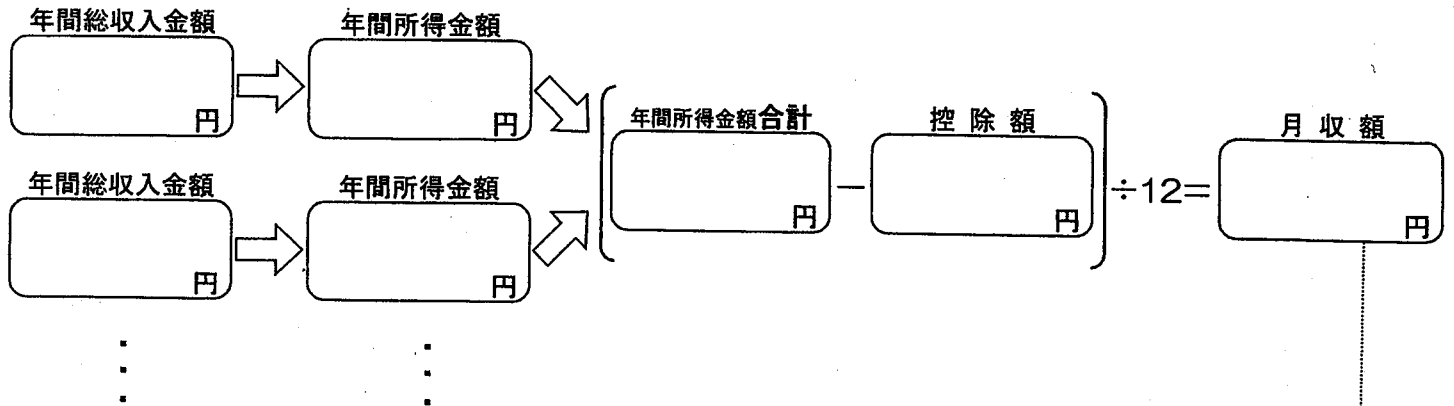 年間総収入金額 年間所得金額
円 円
年間所得金額合計 控除額
円 － 円 ÷12＝
月収額
円
年間総収入金額 年間所得金額
円 円